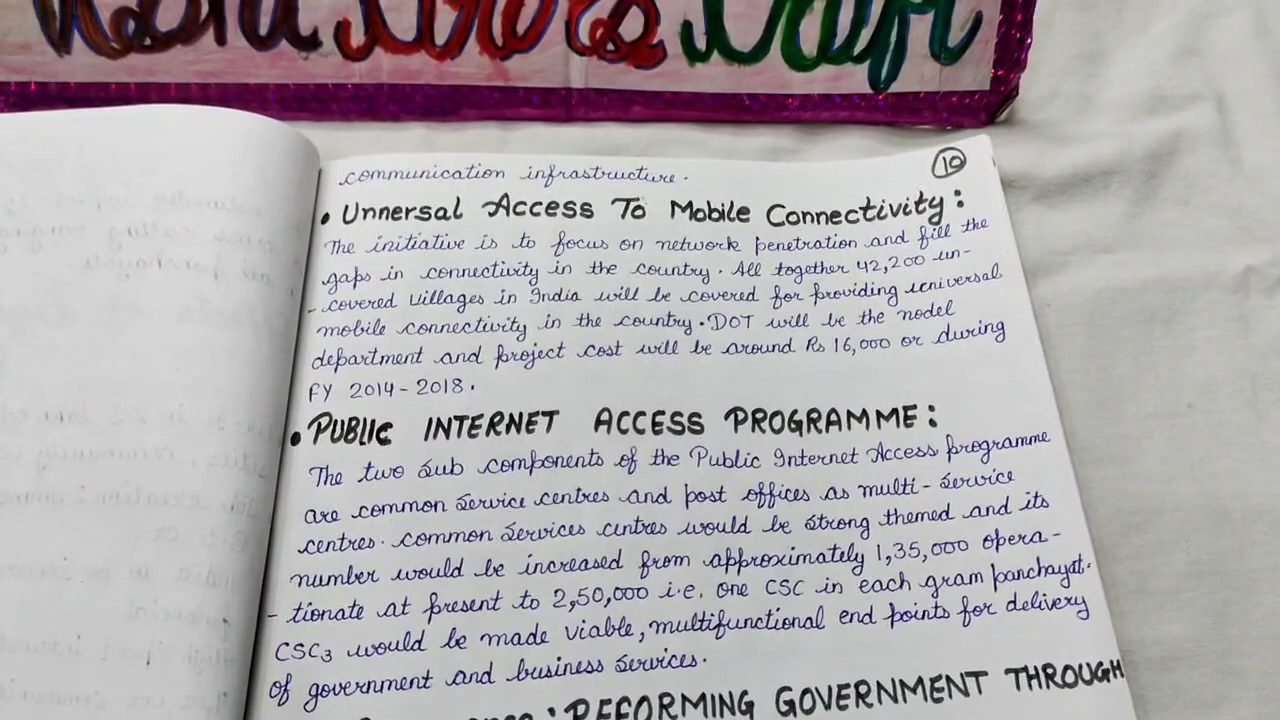 10
communication infrastructure.
• Unnersal Access To Mobile Connectivity:
The initiative is to focus on network penetration and fill the
gaps in connectivity in the country. All together 42,200 un-
- covered villages in India will be covered for providing universal
mobile connectivity in the country. DOT will be the nodel
department and project cost will be around Rs 16,000 or during
FY 2014-2018.
• PUBLIC INTERNET ACCESS PROGRAMME:
The two sub components of the Public Internet Access programme
are common service centres and post offices as multi-service
centres. common services centres would be strong themed and its
number would be increased from approximately 1,35,000 opera-
- tionate at present to 2,50,000 i.e. one CSC in each gram panchayat.
CSC3 would be made viable, multifunctional end points for delivery
of government and business services.
: REFORMING GOVERNMENT THROUGH